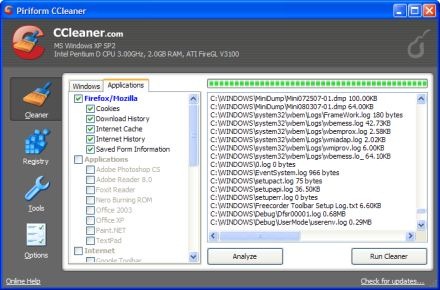 Piriform CCleaner
CCleaner.com
MS Windows XP SP2
Intel Pentium D CPU 3.00GHz, 2.0GB RAM, ATI FireGL V3100
Cleaner
Registry
Tools
Options
Windows
Applications
Firefox/Mozilla
Cookies
Download History
Internet Cache
Internet History
Saved Form Information
Applications
Adobe Photoshop CS
Adobe Reader 8.0
Foxit Reader
Nero Burning ROM
Office 2003
Office XP
Paint.NET
TextPad
Internet
Google Toolbar
C:\WINDOWS\MiniDump\Mini072507-01.dmp 100.00KB
C:\WINDOWS\MiniDump\Mini080307-01.dmp 64.00KB
C:\WINDOWS\system32\wbem\Logs\FrameWork.log 180 bytes
C:\WINDOWS\system32\wbem\Logs\wbemess.log 42.73KB
C:\WINDOWS\system32\wbem\Logs\wbemprox.log 2.58KB
C:\WINDOWS\system32\wbem\Logs\wmiadap.log 2.02KB
C:\WINDOWS\system32\wbem\Logs\wmiprov.log 6.00KB
C:\WINDOWS\system32\wbem\Logs\wbemess.lo_ 64.10KB
C:\WINDOWS\0.log 0 bytes
C:\WINDOWS\EventSystem.log 966 bytes
C:\WINDOWS\setupact.log 75 bytes
C:\WINDOWS\setupapi.log 36.50KB
C:\WINDOWS\setuperr.log 0 bytes
C:\WINDOWS\Freecorder Toolbar Setup Log.txt 6.60KB
C:\WINDOWS\Debug\Dfsr00001.log 0.68MB
C:\WINDOWS\Debug\UserMode\userenv.log 0.29MB
Analyze
Run Cleaner
Online Help
Check for updates...